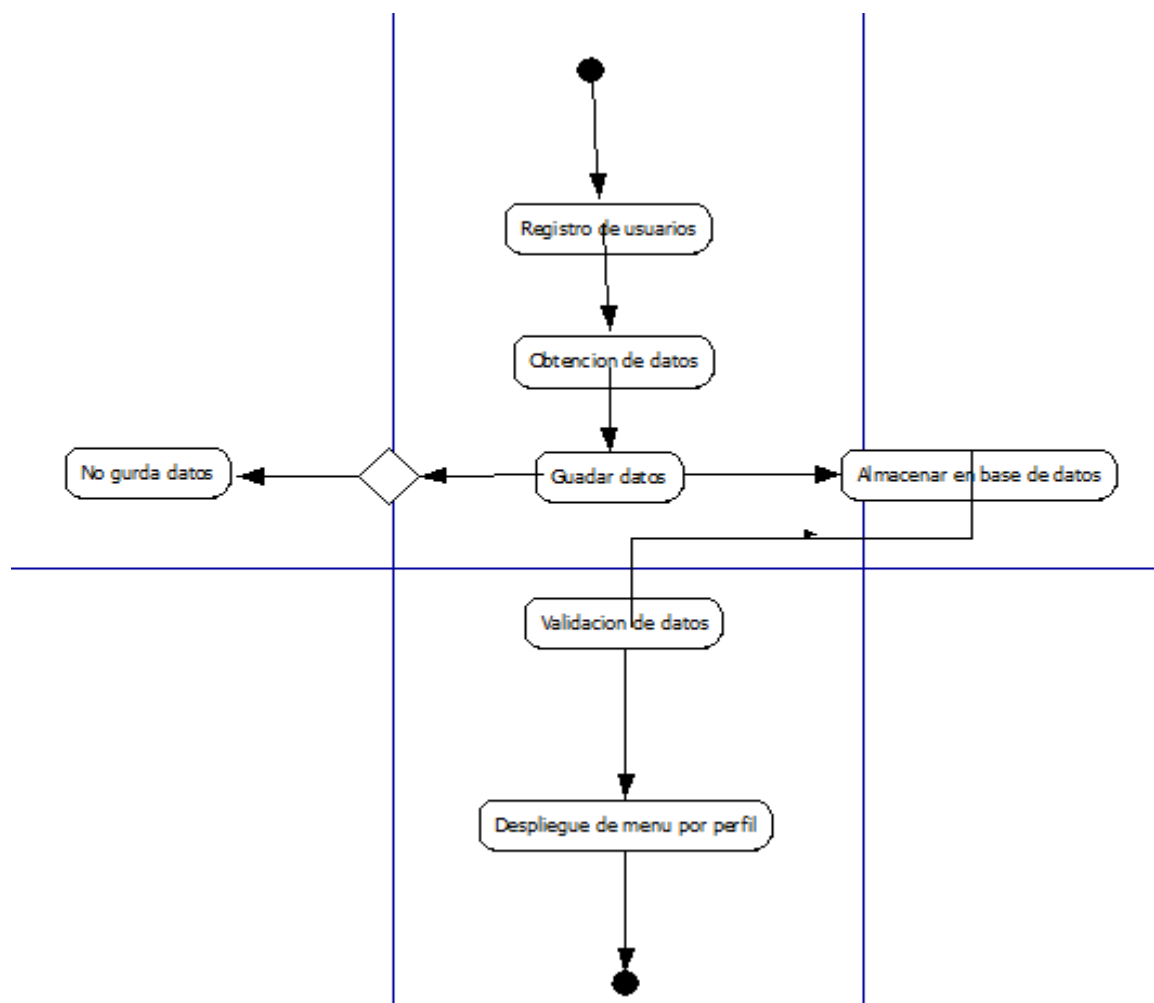 Registro de usuarios
Obtencion de datos
No gurda datos
Guadar datos
Almacenar en base de datos
Validacion de datos
Despliegue de menu por perfil